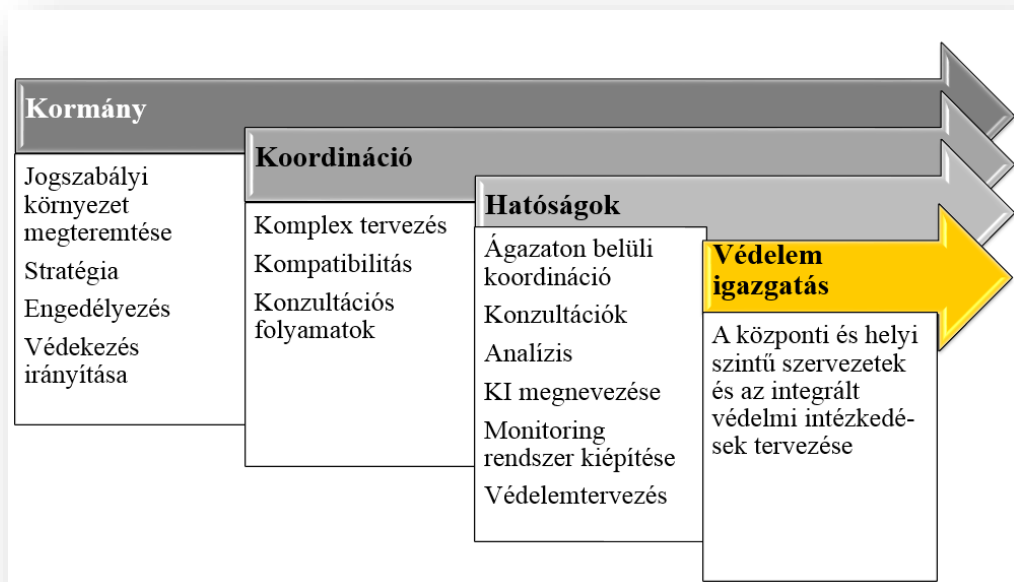 Kormány
Jogszabályi
környezet
megteremtése
Stratégia
Engedélyezés
Védekezés
irányítása
Koordináció
Komplex tervezés
Kompatibilitás
Konzultációs
folyamatok
Hatóságok
Ágazaton belüli
koordináció
Konzultációk
Analízis
KI megnevezése
Monitoring
rendszer kiépítése
Védelemtervezés
Védelem
igazgatás
A központi és helyi
szintű szervezetek
és az integrált
védelmi intézkedé-
sek tervezése